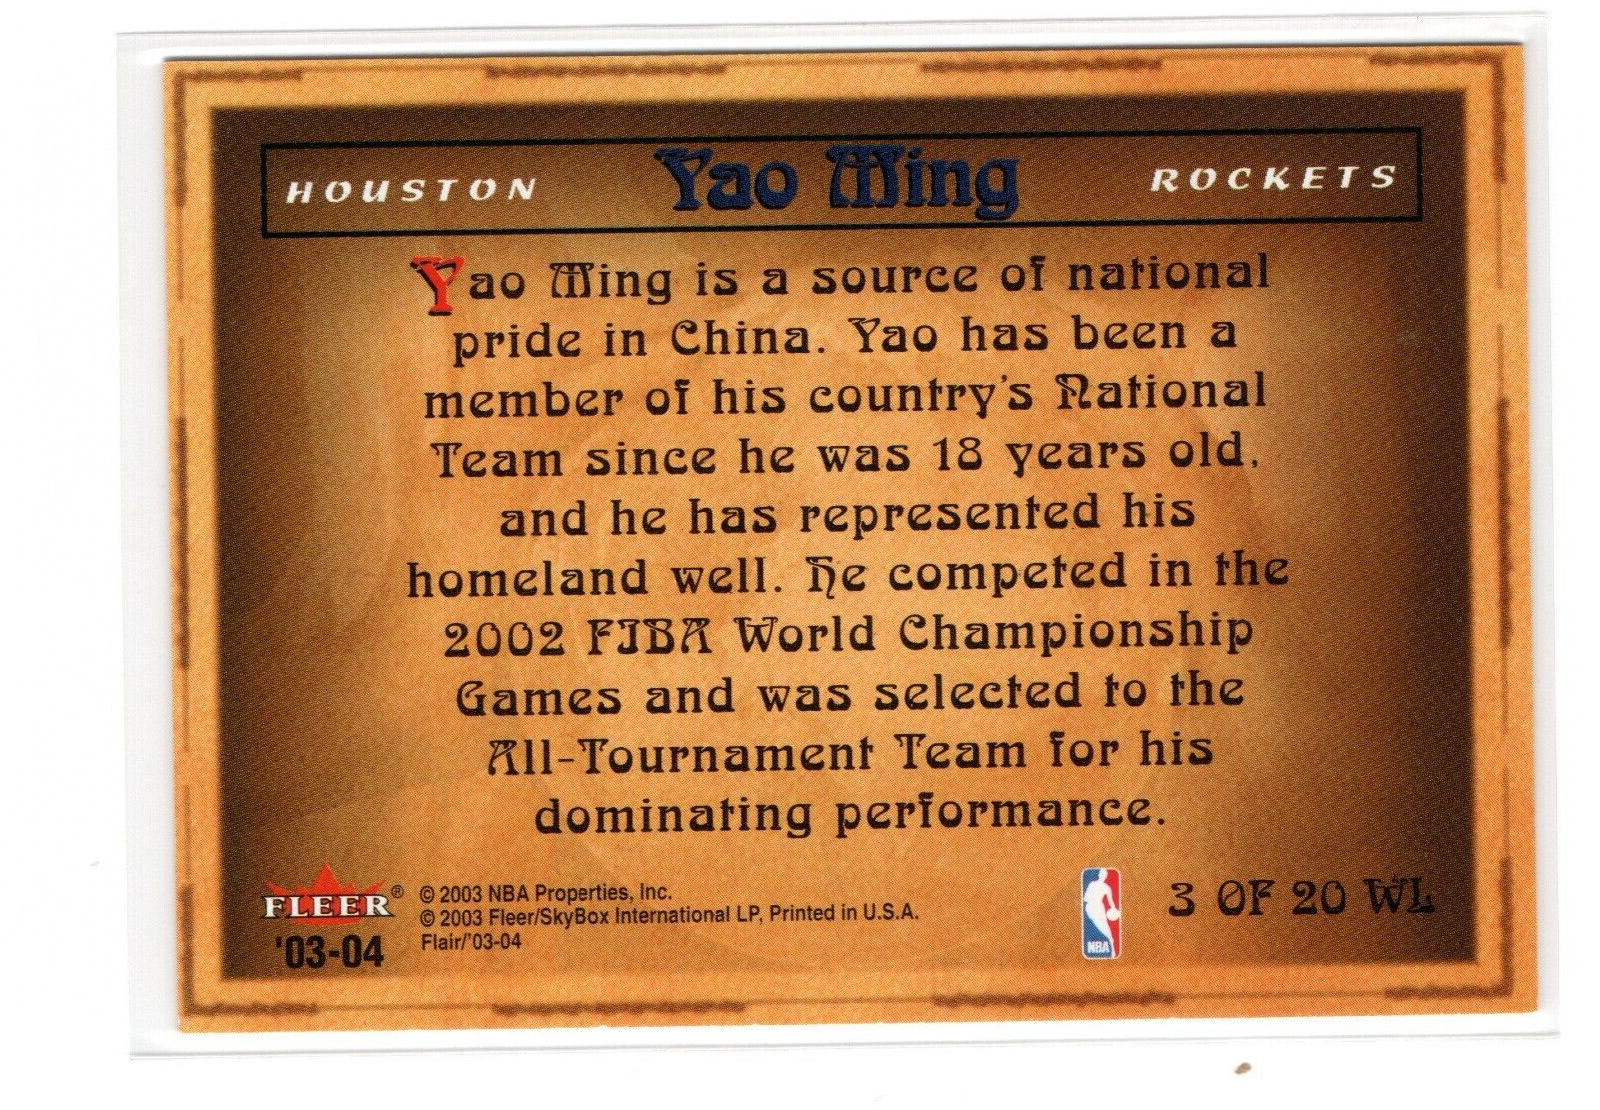 HOUSTON Yao Ming ROCKETS
Yao Ming is a source of national
pride in China. Yao has been a
member of his country's National
Team since he was 18 years old,
and he has represented his
homeland well. He competed in the
2002 FIBA World Championship
Games and was selected to the
All-Tournament Team for his
dominating performance.
FLEER®
'03-04
© 2003 NBA Properties, Inc.
© 2003 Fleer/SkyBox International LP, Printed in U.S.A.
Flair/'03-04
NBA
3 OF 20 WL